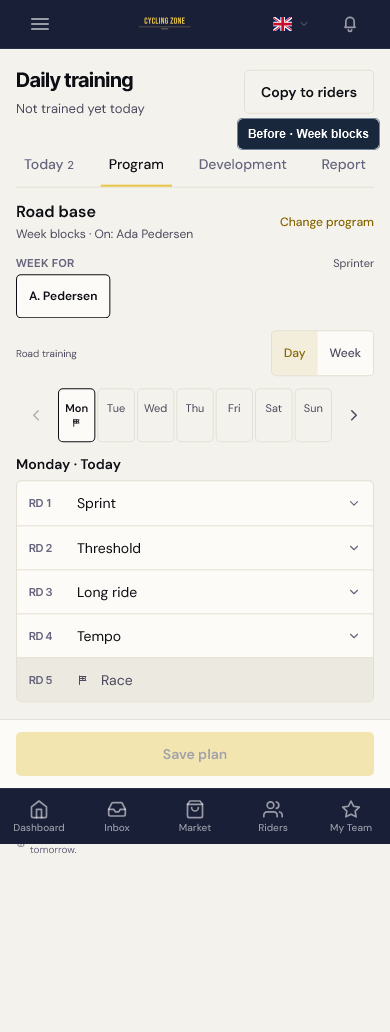 CYCLING ZONE
Daily training
Not trained yet today
Copy to riders
Before · Week blocks
Today 2
Program
Development
Report
Road base
Week blocks · On: Ada Pedersen
Change program
WEEK FOR
Sprinter
A. Pedersen
Road training
Day
Week
Mon
Tue
Wed
Thu
Fri
Sat
Sun
Monday · Today
RD 1 Sprint
RD 2 Threshold
RD 3 Long ride
RD 4 Tempo
RD 5 Race
Save plan
Dashboard
Inbox
Market
Riders
My Team
tomorrow.